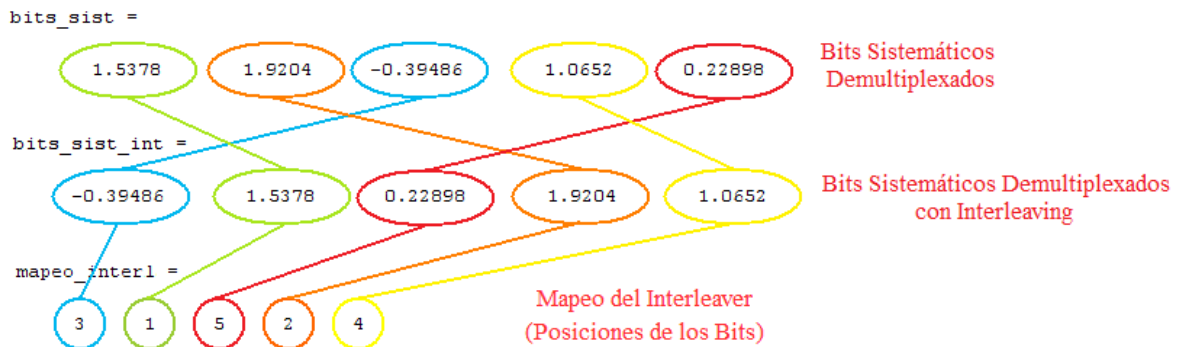 bits_sist =
1.5378 1.9204 -0.39486 1.0652 0.22898
Bits Sistemáticos
Demultiplexados
bits_sist_int =
-0.39486 1.5378 0.22898 1.9204 1.0652
Bits Sistemáticos Demultiplexados
con Interleaving
mapeo_interl =
3 1 5 2 4
Mapeo del Interleaver
(Posiciones de los Bits)